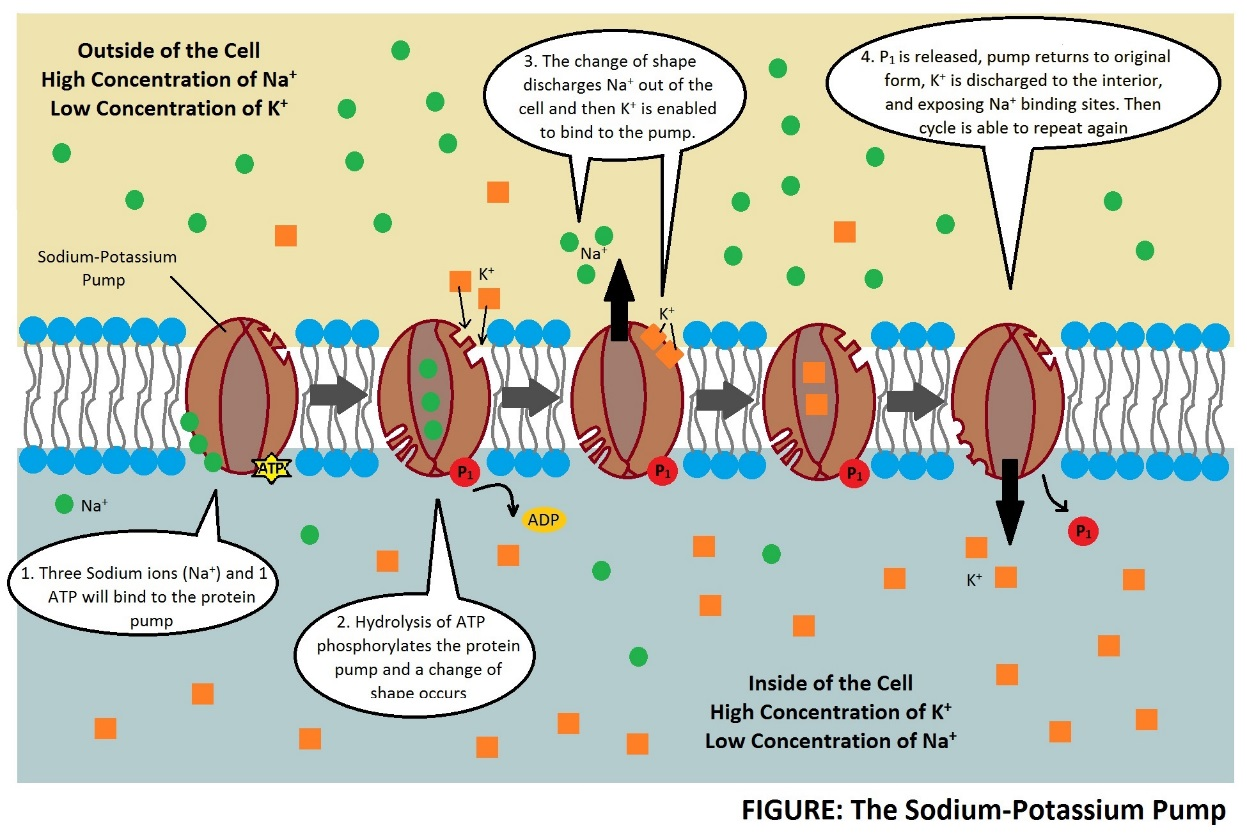 Outside of the Cell
High Concentration of Na⁺
Low Concentration of K⁺
3. The change of shape
discharges Na⁺ out of the
cell and then K⁺ is enabled
to bind to the pump.
4. P₁ is released, pump returns to original
form, K⁺ is discharged to the interior,
and exposing Na⁺ binding sites. Then
cycle is able to repeat again
Sodium-Potassium
Pump
K⁺
Na⁺
K⁺
ATP
P₁
P₁
P₁
ADP
P₁
Na⁺
K⁺
1. Three Sodium ions (Na⁺) and 1
ATP will bind to the protein
pump
2. Hydrolysis of ATP
phosphorylates the protein
pump and a change of
shape occurs
Inside of the Cell
High Concentration of K⁺
Low Concentration of Na⁺
FIGURE: The Sodium-Potassium Pump